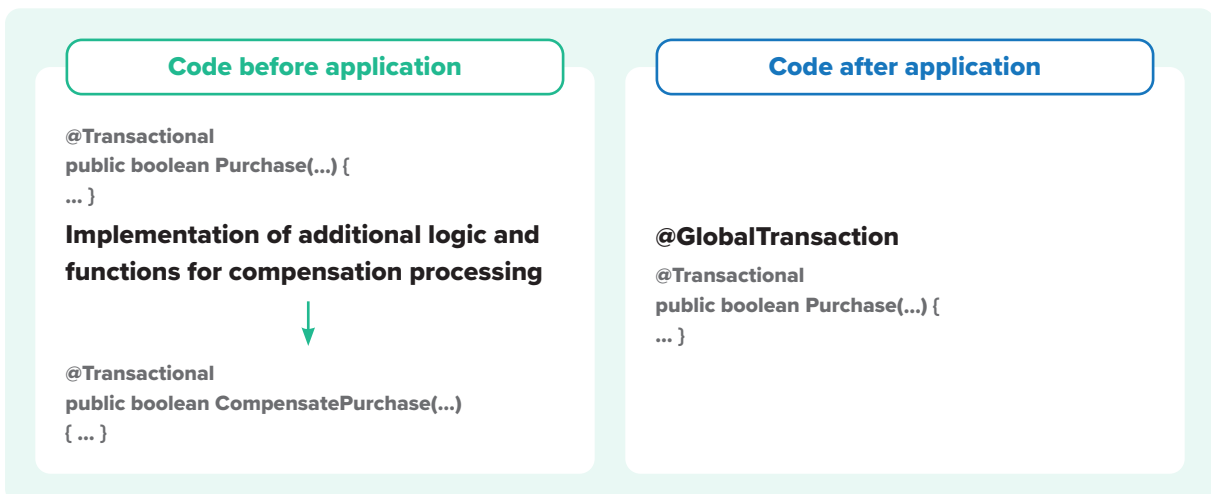 Code before application
@Transactional
public boolean Purchase(...) {
... }
Implementation of additional logic and
functions for compensation processing
@Transactional
public boolean CompensatePurchase(...)
{ ... }
Code after application
@GlobalTransaction
@Transactional
public boolean Purchase(...) {
... }